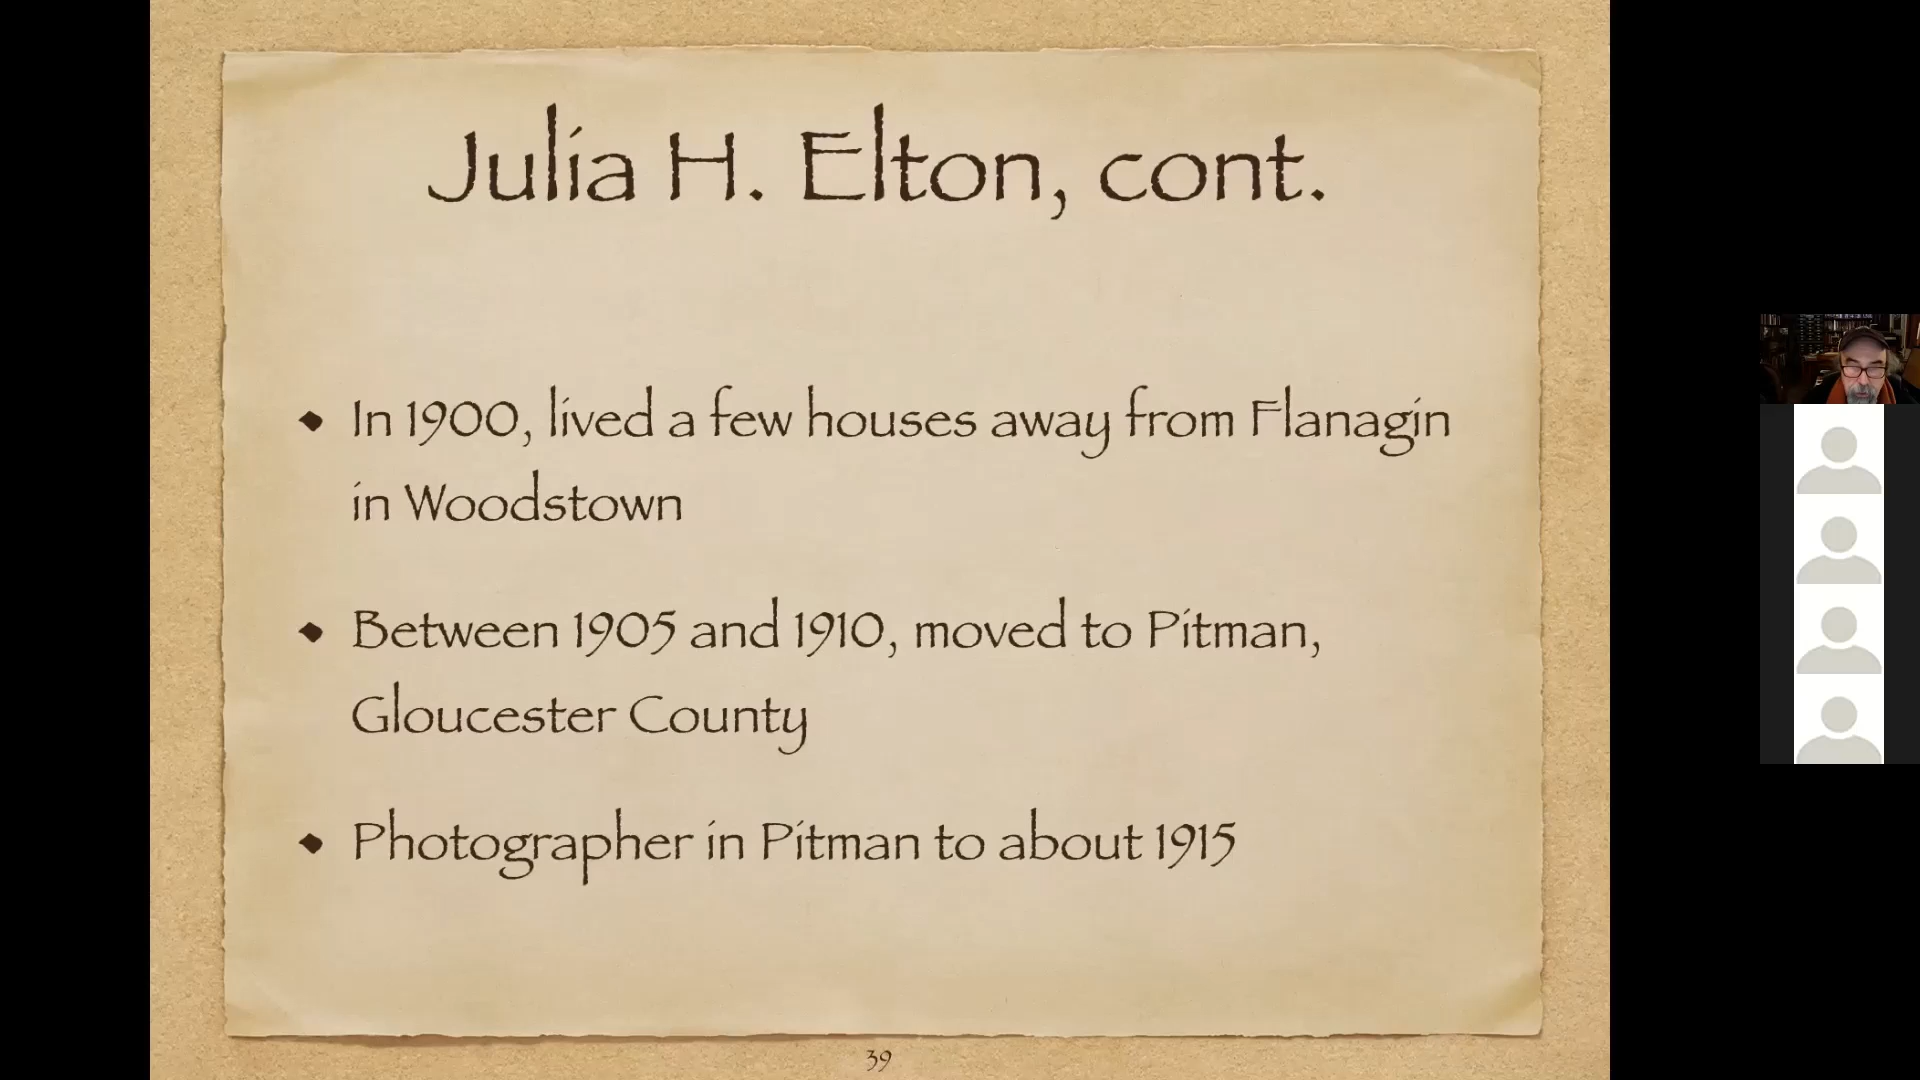 Julia H. Elton, cont.
In 1900, lived a few houses away from Flanagin
in Woodstown
Between 1905 and 1910, moved to Pitman,
Gloucester County
Photographer in Pitman to about 1915
39